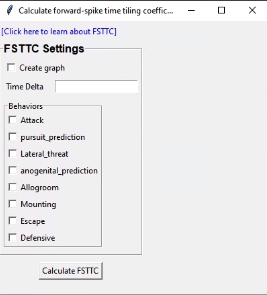 Calculate forward-spike time tiling coeffic...
[Click here to learn about FSTTC]
FSTTC Settings
Create graph
Time Delta
Behaviors
Attack
pursuit_prediction
Lateral_threat
anogenital_prediction
Allogroom
Mounting
Escape
Defensive
Calculate FSTTC